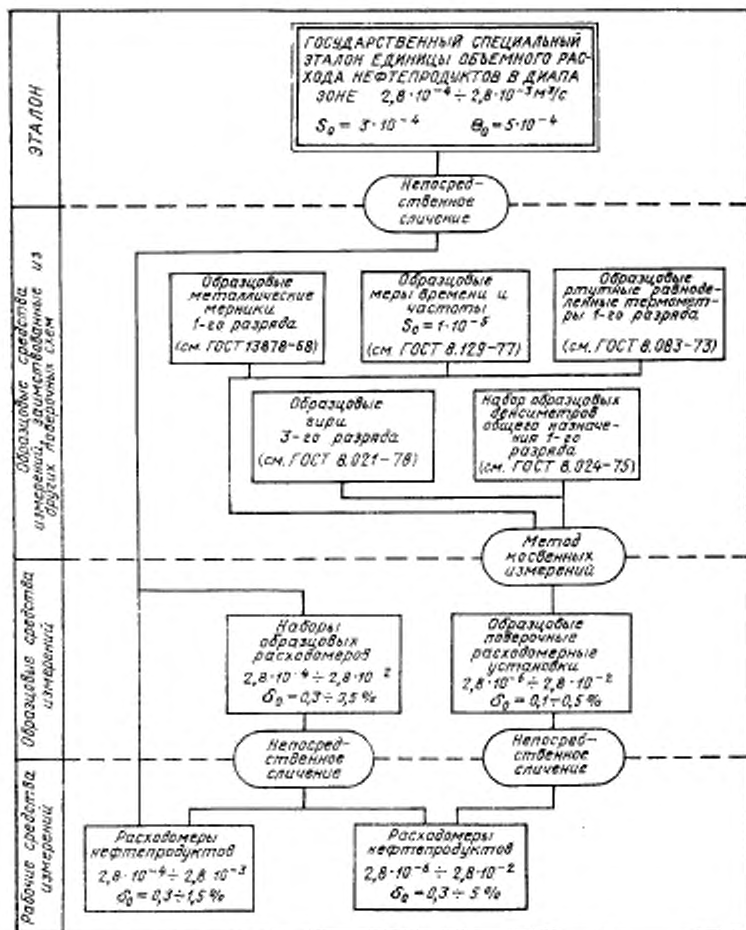 ЭТАЛОН
ГОСУДАРСТВЕННЫЙ СПЕЦИАЛЬНЫЙ
ЭТАЛОН ЕДИНИЦЫ ОБЪЕМНОГО РАС-
ХОДА НЕФТЕПРОДУКТОВ В ДИАПА
ЗОНЕ 2,8·10⁻⁴÷2,8·10⁻³м³/с
S₀ = 3·10⁻⁴ Θ₀ = 5·10⁻⁴
Непосред-
ственное
сличение
Образцовые средства
измерений, заимствованные из
других поверочных схем
Образцовые
металлические
мерники
1-го разряда
(см. ГОСТ 13878-68)
Образцовые
меры времени и
частоты
S₀ = 1·10⁻⁵
(см. ГОСТ 8.129-77)
Образцовые
ртутные равноде-
ленные термомет-
ры 1-го разряда
(см. ГОСТ 8.083-73)
Образцовые
гири
3-го разряда
(см. ГОСТ 8.021-78)
Набор образцовых
денсиметров
общего назначе-
ния 1-го
разряда
(см. ГОСТ 8.024-75)
Метод
косвенных
измерений
Образцовые средства
измерений
Наборы
образцовых
расходомеров
2,8·10⁻⁴÷2,8·10⁻²
δ₀ = 0,3÷0,5%
Образцовые
поверочные
расходомерные
установки
2,8·10⁻⁶÷2,8·10⁻²
δ₀ = 0,1÷0,5%
Непосред-
ственное
сличение
Непосред-
ственное
сличение
Рабочие средства
измерений
Расходомеры
нефтепродуктов
2,8·10⁻⁴÷2,8·10⁻³
δ₀ = 0,3÷1,5%
Расходомеры
нефтепродуктов
2,8·10⁻⁶÷2,8·10⁻²
δ₀ = 0,3÷5%